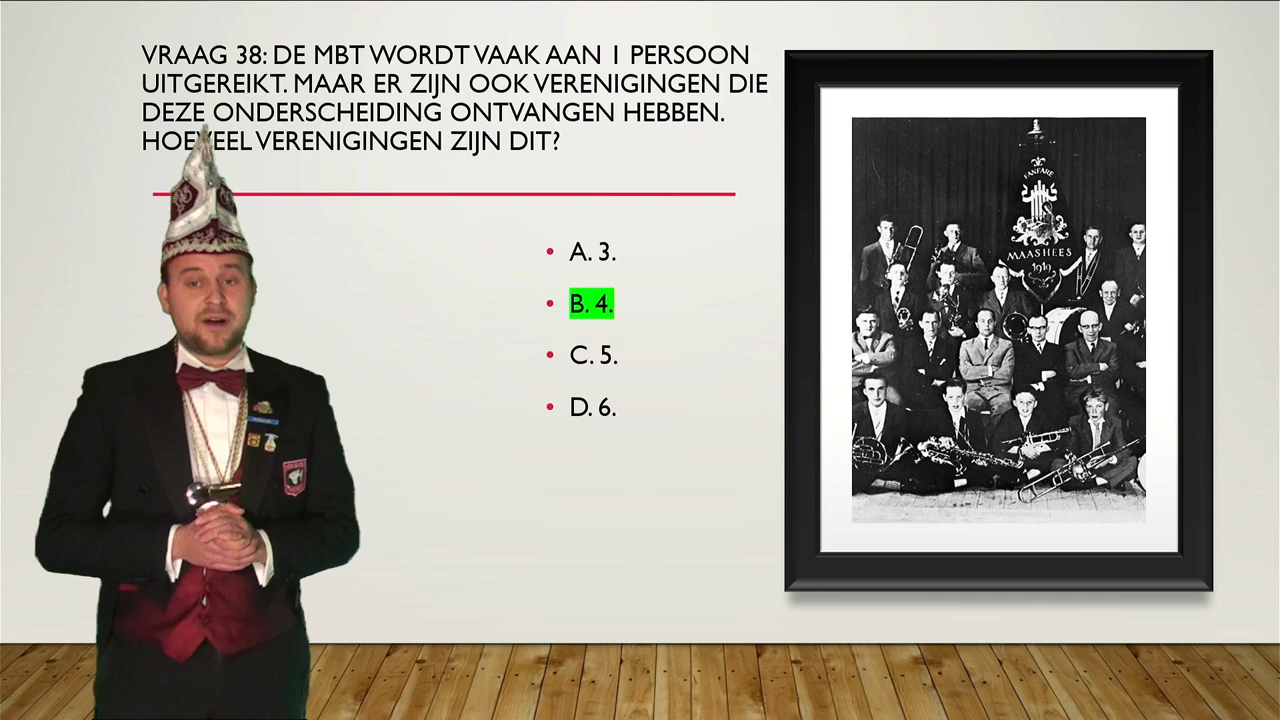 VRAAG 38: DE MBT WORDT VAAK AAN 1 PERSOON
UITGEREIKT. MAAR ER ZIJN OOK VERENIGINGEN DIE
DEZE ONDERSCHEIDING ONTVANGEN HEBBEN.
HOEVEEL VERENIGINGEN ZIJN DIT?
• A. 3.
• B. 4.
• C. 5.
• D. 6.
FANFARE
MAASHEES
1919